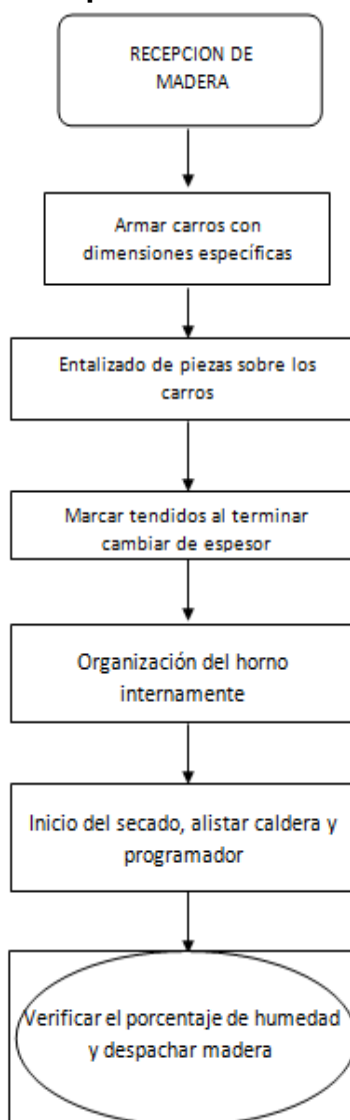 RECEPCION DE
MADERA
Armar carros con
dimensiones específicas
Entalizado de piezas sobre los
carros
Marcar tendidos al terminar
cambiar de espesor
Organización del horno
internamente
Inicio del secado, alistar caldera y
programador
Verificar el porcentaje de humedad
y despachar madera